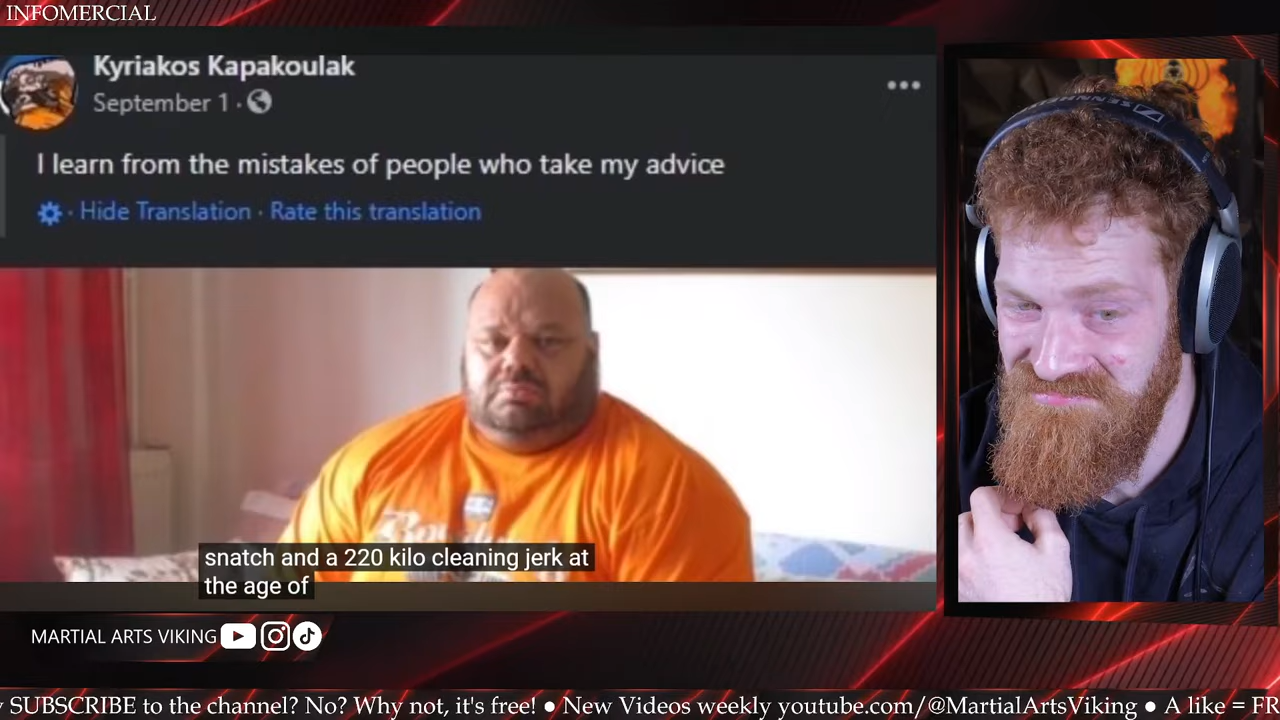 INFOMERCIAL
Kyriakos Kapakoulak
September 1 ·
•••
I learn from the mistakes of people who take my advice
· Hide Translation · Rate this translation
snatch and a 220 kilo cleaning jerk at
the age of
SENNHEISER
MARTIAL ARTS VIKING
SUBSCRIBE to the channel? No? Why not, it's free! ● New Videos weekly youtube.com/@MartialArtsViking ● A like = FR